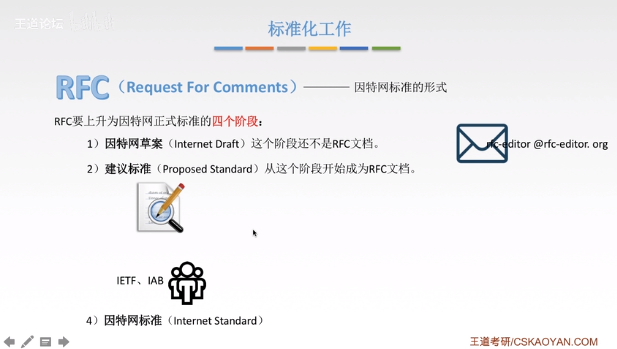 王道论坛
标准化工作
RFC（Request For Comments）———— 因特网标准的形式
RFC要上升为因特网正式标准的四个阶段：
1）因特网草案（Internet Draft）这个阶段还不是RFC文档。
rfc-editor @rfc-editor. org
2）建议标准（Proposed Standard）从这个阶段开始成为RFC文档。
IETF、IAB
4）因特网标准（Internet Standard）
王道考研/CSKAOYAN.COM